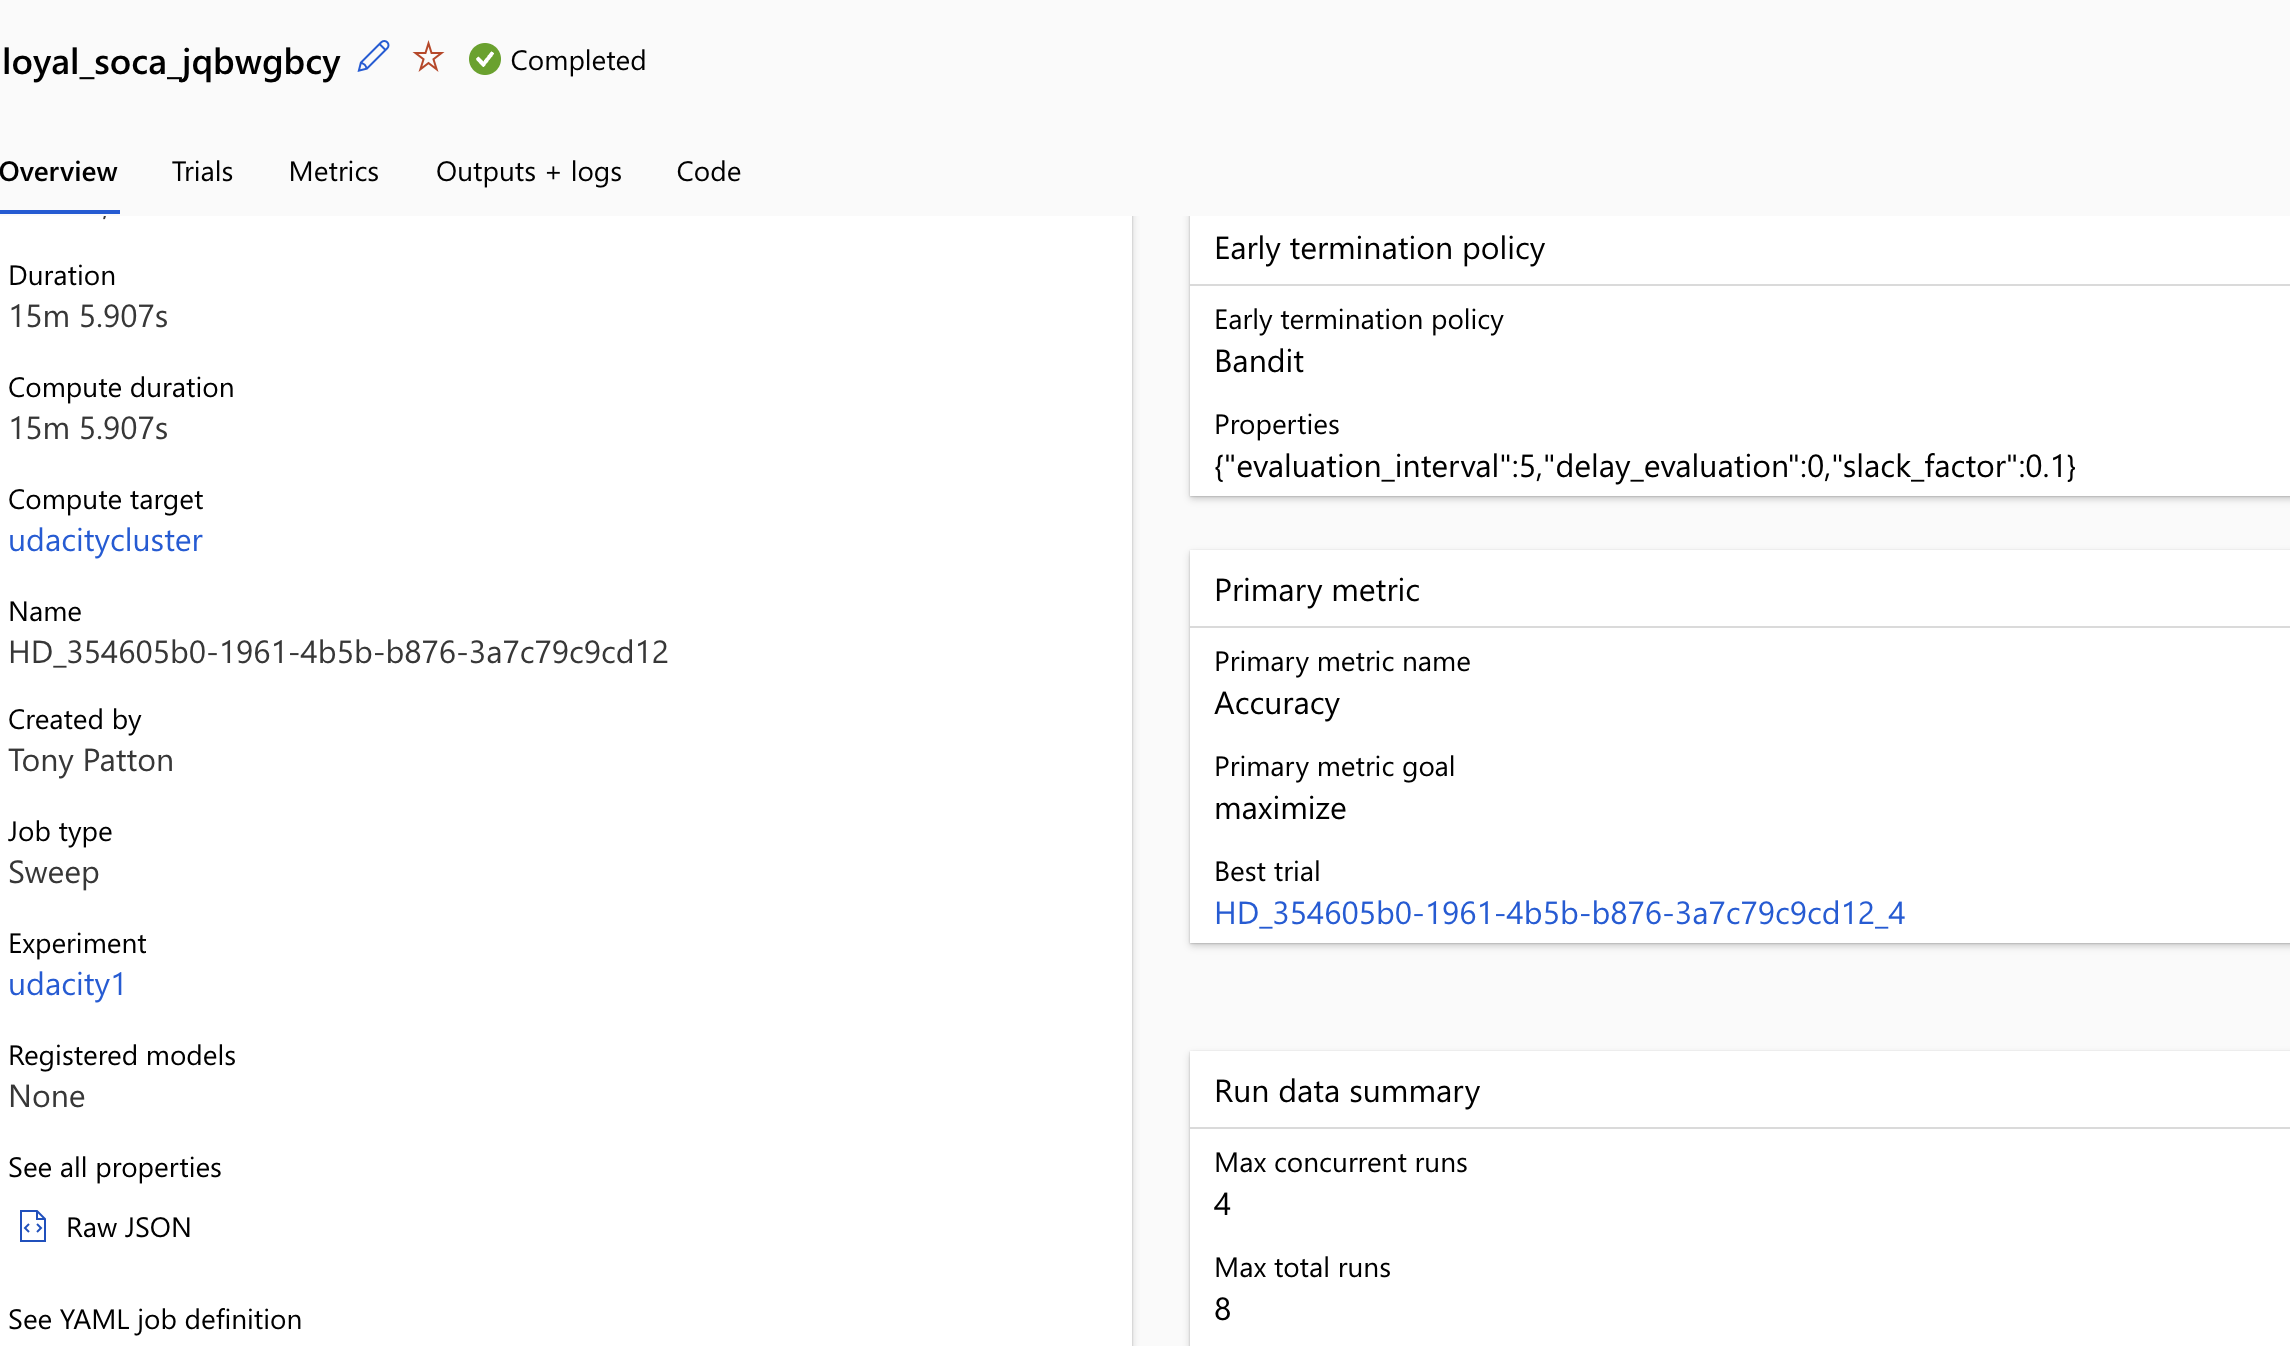 loyal_soca_jqbwgbcy Completed
Overview Trials Metrics Outputs + logs Code
Duration
15m 5.907s
Compute duration
15m 5.907s
Compute target
udacitycluster
Name
HD_354605b0-1961-4b5b-b876-3a7c79c9cd12
Created by
Tony Patton
Job type
Sweep
Experiment
udacity1
Registered models
None
See all properties
Raw JSON
See YAML job definition
Early termination policy
Early termination policy
Bandit
Properties
{"evaluation_interval":5,"delay_evaluation":0,"slack_factor":0.1}
Primary metric
Primary metric name
Accuracy
Primary metric goal
maximize
Best trial
HD_354605b0-1961-4b5b-b876-3a7c79c9cd12_4
Run data summary
Max concurrent runs
4
Max total runs
8